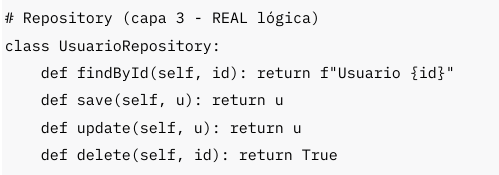 # Repository (capa 3 - REAL lógica)
class UsuarioRepository:
    def findById(self, id): return f"Usuario {id}"
    def save(self, u): return u
    def update(self, u): return u
    def delete(self, id): return True